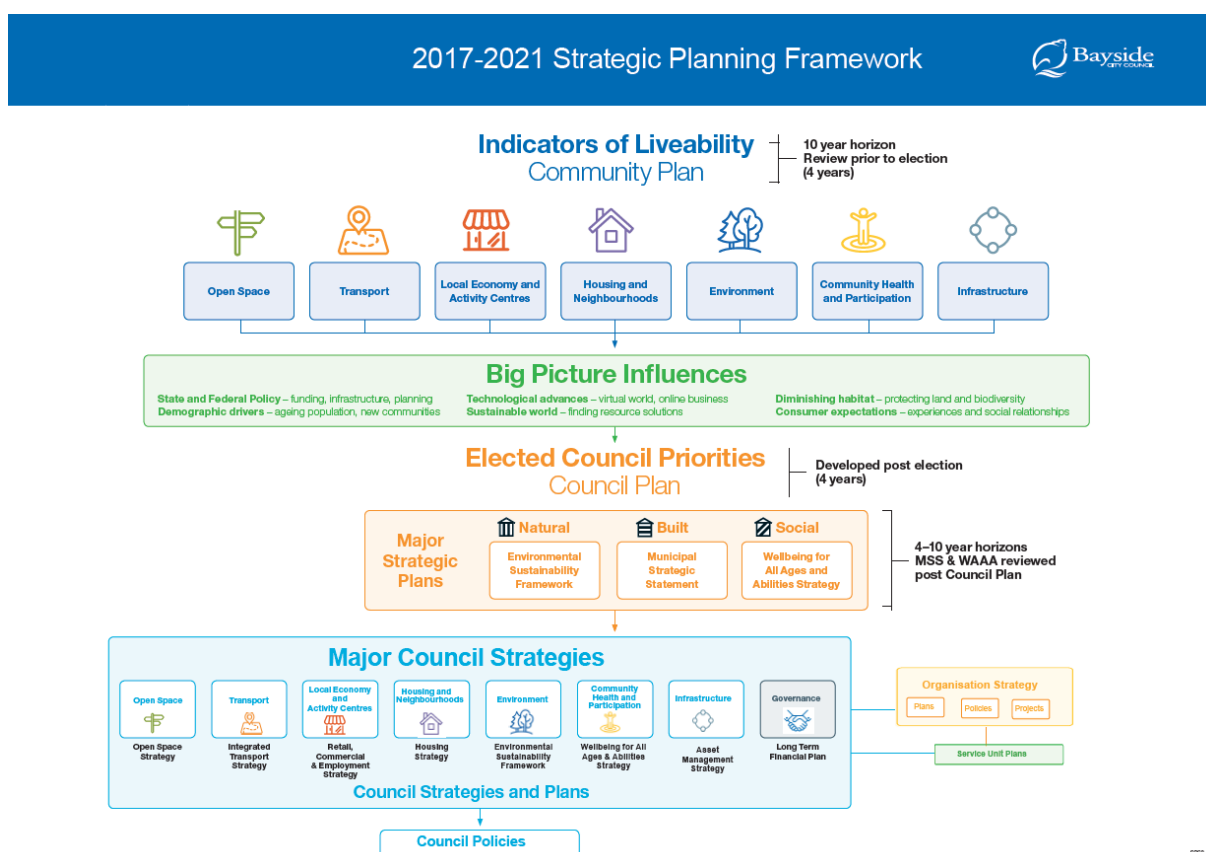 2017-2021 Strategic Planning Framework
Bayside
CITY COUNCIL
Indicators of Liveability
Community Plan
10 year horizon
Review prior to election
(4 years)
Open Space
Transport
Local Economy and
Activity Centres
Housing and
Neighbourhoods
Environment
Community Health
and Participation
Infrastructure
Big Picture Influences
State and Federal Policy – funding, infrastructure, planning
Demographic drivers – ageing population, new communities
Technological advances – virtual world, online business
Sustainable world – finding resource solutions
Diminishing habitat – protecting land and biodiversity
Consumer expectations – experiences and social relationships
Elected Council Priorities
Council Plan
Developed post election
(4 years)
Major
Strategic
Plans
Natural
Environmental
Sustainability
Framework
Built
Municipal
Strategic
Statement
Social
Wellbeing for
All Ages and
Abilities Strategy
4–10 year horizons
MSS & WAAA reviewed
post Council Plan
Major Council Strategies
Open Space
Open Space
Strategy
Transport
Integrated
Transport
Strategy
Local Economy
and
Activity Centres
Retail,
Commercial
& Employment
Strategy
Housing and
Neighbourhoods
Housing
Strategy
Environment
Environmental
Sustainability
Framework
Community
Health and
Participation
Wellbeing for All
Ages & Abilities
Strategy
Infrastructure
Asset
Management
Strategy
Governance
Long Term
Financial Plan
Council Strategies and Plans
Organisation Strategy
Plans
Policies
Projects
Service Unit Plans
Council Policies